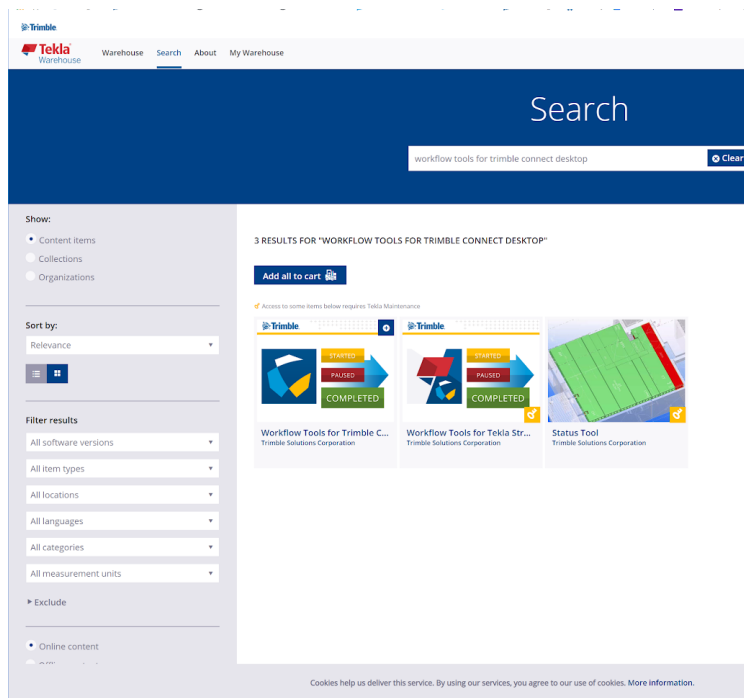 Trimble
Tekla
Warehouse
Warehouse Search About My Warehouse
Search
workflow tools for trimble connect desktop
Clear
Show:
Content items
Collections
Organizations
Sort by:
Relevance
Filter results
All software versions
All item types
All locations
All languages
All categories
All measurement units
Exclude
Online content
3 RESULTS FOR "WORKFLOW TOOLS FOR TRIMBLE CONNECT DESKTOP"
Add all to cart
Access to some items below requires Tekla Maintenance
Trimble
STARTED
PAUSED
COMPLETED
Workflow Tools for Trimble C...
Trimble Solutions Corporation
Trimble
STARTED
PAUSED
COMPLETED
Workflow Tools for Tekla Str...
Trimble Solutions Corporation
Status Tool
Trimble Solutions Corporation
Cookies help us deliver this service. By using our services, you agree to our use of cookies. More information.